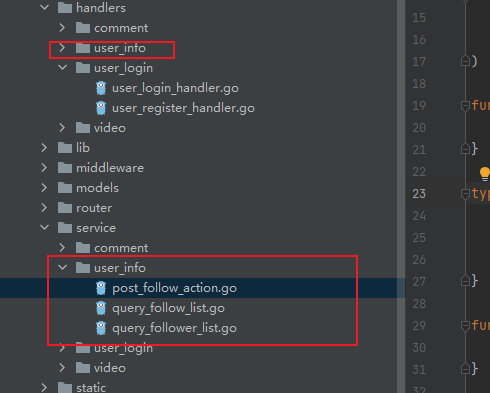 handlers
comment
user_info
user_login
user_login_handler.go
user_register_handler.go
video
lib
middleware
models
router
service
comment
user_info
post_follow_action.go
query_follow_list.go
query_follower_list.go
user_login
video
static
15
16
17 )
18
19 fun
20
21 }
22
23 typ
24
25
26
27 }
28
29 fun
30
31 }
32